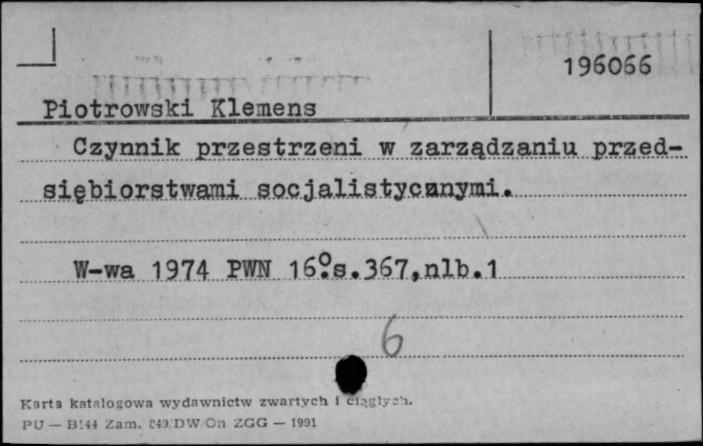 196066
Piotrowski Klemens
Czynnik przestrzeni w zarządzaniu przed-
siębiorstwami socjalistycznymi.
W-wa 1974 PWN 16°.s.367,nlb.1
6
Karta katalogowa wydawnictw zwartych i ciągłych.
PU — B144 Zam. 249/DW/On ZGG — 1991